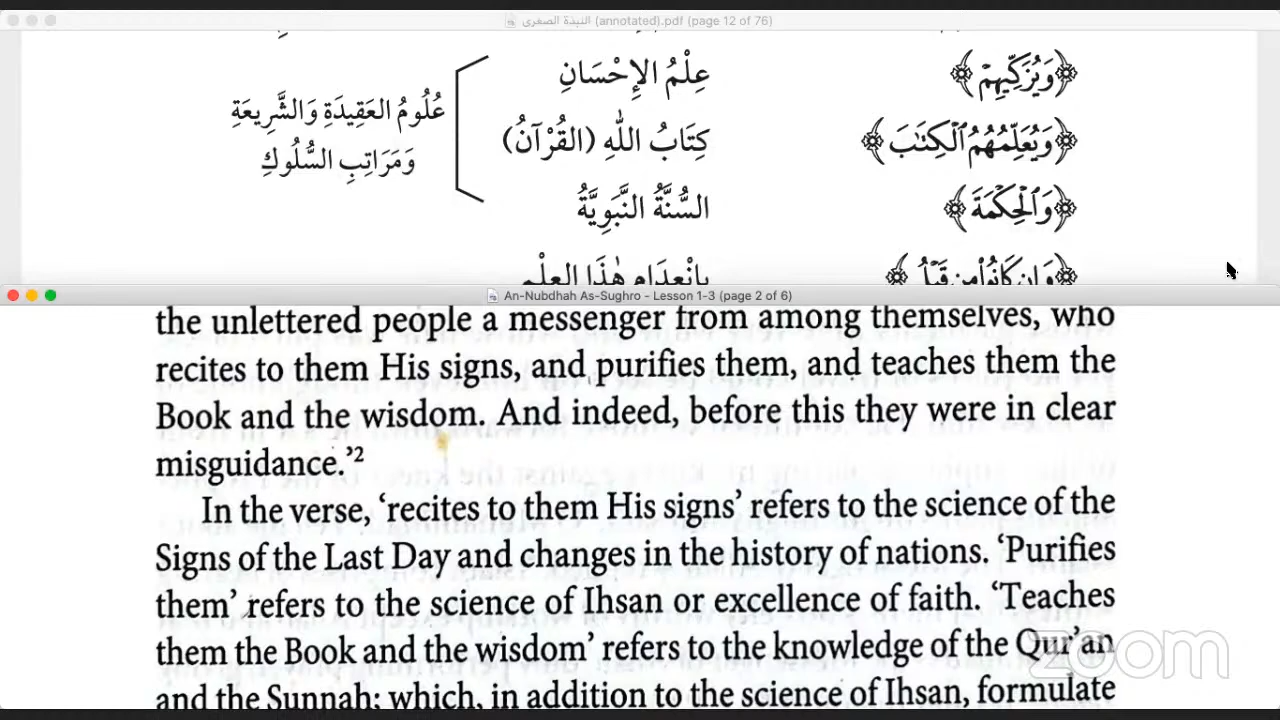 النبذة الصغرى (annotated).pdf (page 12 of 76)
﴿وَيُزَكِّيهِمْ﴾ عِلْمُ الإِحْسَانِ
﴿وَيُعَلِّمُهُمُ ٱلْكِتَٰبَ﴾ كِتَابُ اللَّهِ (القُرْآنُ) عُلُومُ العَقِيدَةِ وَالشَّرِيعَةِ
وَمَرَاتِبِ السُّلُوكِ
﴿وَٱلْحِكْمَةَ﴾ السُّنَّةُ النَّبَوِيَّةُ
﴿وَإِن كَانُوا۟ مِن قَبْلُ﴾ بِانْعِدَامِ هٰذَا العِلْمِ
An-Nubdhah As-Sughro - Lesson 1-3 (page 2 of 6)
the unlettered people a messenger from among themselves, who
recites to them His signs, and purifies them, and teaches them the
Book and the wisdom. And indeed, before this they were in clear
misguidance.’2
In the verse, ‘recites to them His signs’ refers to the science of the
Signs of the Last Day and changes in the history of nations. ‘Purifies
them’ refers to the science of Ihsan or excellence of faith. ‘Teaches
them the Book and the wisdom’ refers to the knowledge of the Qur’an
and the Sunnah; which, in addition to the science of Ihsan, formulate
zoom